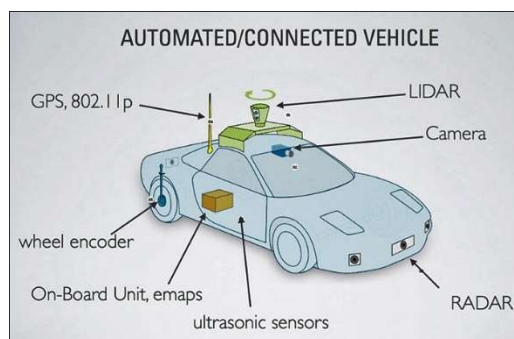 AUTOMATED/CONNECTED VEHICLE
GPS, 802.11p
LIDAR
Camera
wheel encoder
On-Board Unit, emaps
ultrasonic sensors
RADAR